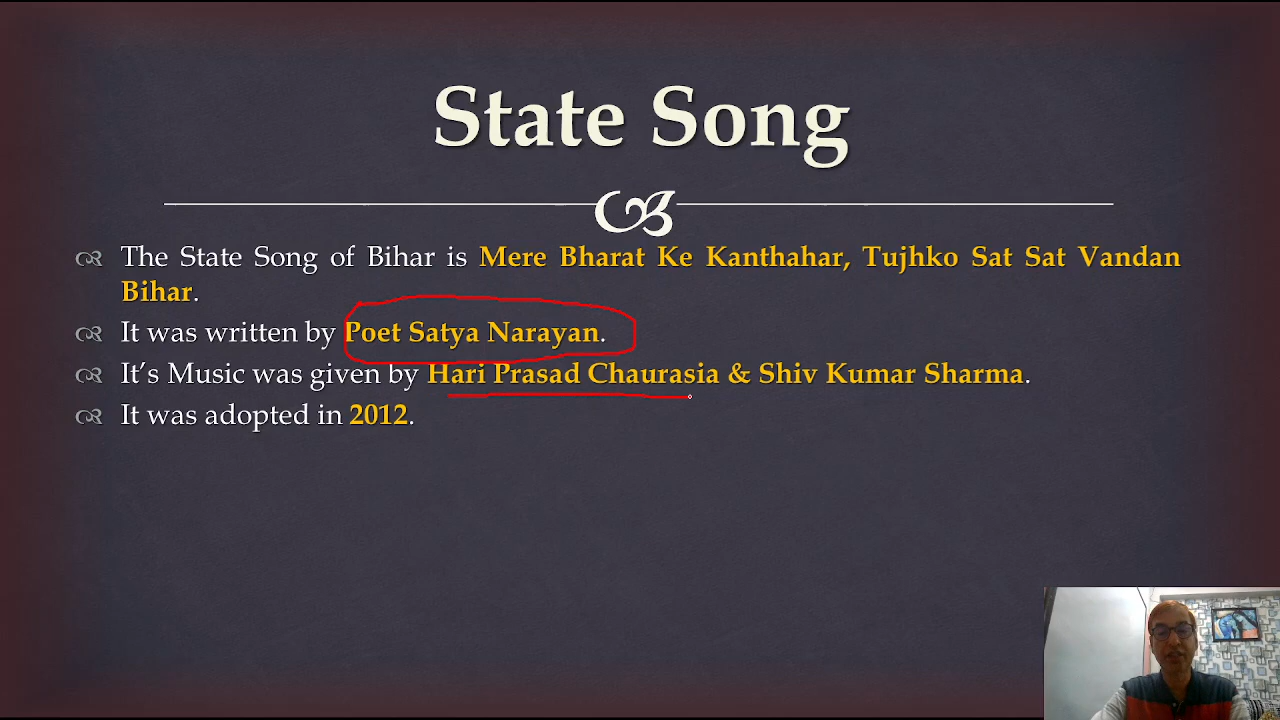 State Song
The State Song of Bihar is Mere Bharat Ke Kanthahar, Tujhko Sat Sat Vandan
Bihar.
It was written by Poet Satya Narayan.
It’s Music was given by Hari Prasad Chaurasia & Shiv Kumar Sharma.
It was adopted in 2012.